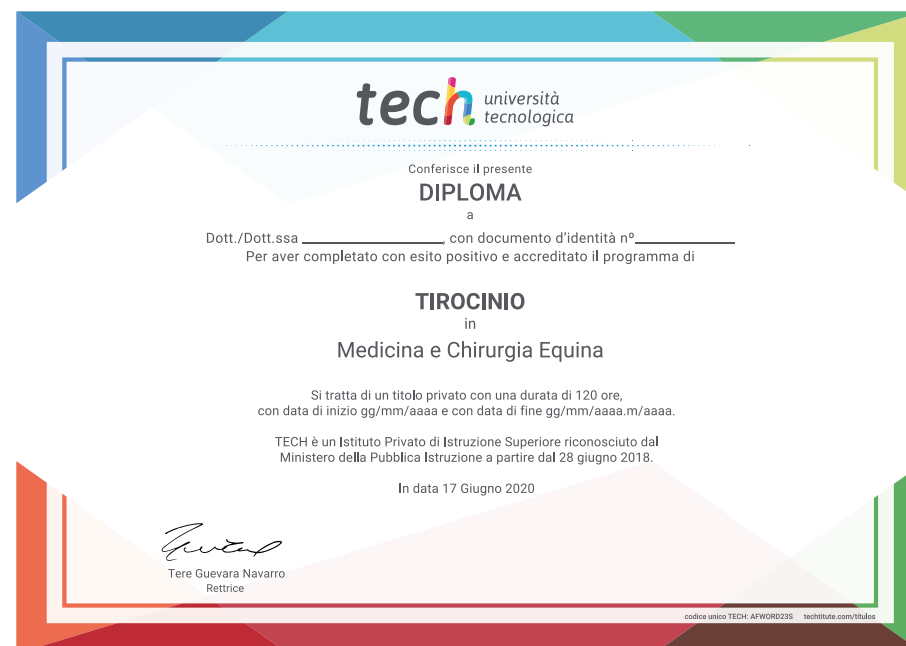 tech università
tecnologica
Conferisce il presente
DIPLOMA
a
Dott./Dott.ssa ________________, con documento d'identità nº____________
Per aver completato con esito positivo e accreditato il programma di
TIROCINIO
in
Medicina e Chirurgia Equina
Si tratta di un titolo privato con una durata di 120 ore,
con data di inizio gg/mm/aaaa e con data di fine gg/mm/aaaa.m/aaaa.
TECH è un Istituto Privato di Istruzione Superiore riconosciuto dal
Ministero della Pubblica Istruzione a partire dal 28 giugno 2018.
In data 17 Giugno 2020
Tere Guevara Navarro
Rettrice
codice unico TECH: AFWORD23S techtitute.com/titulos